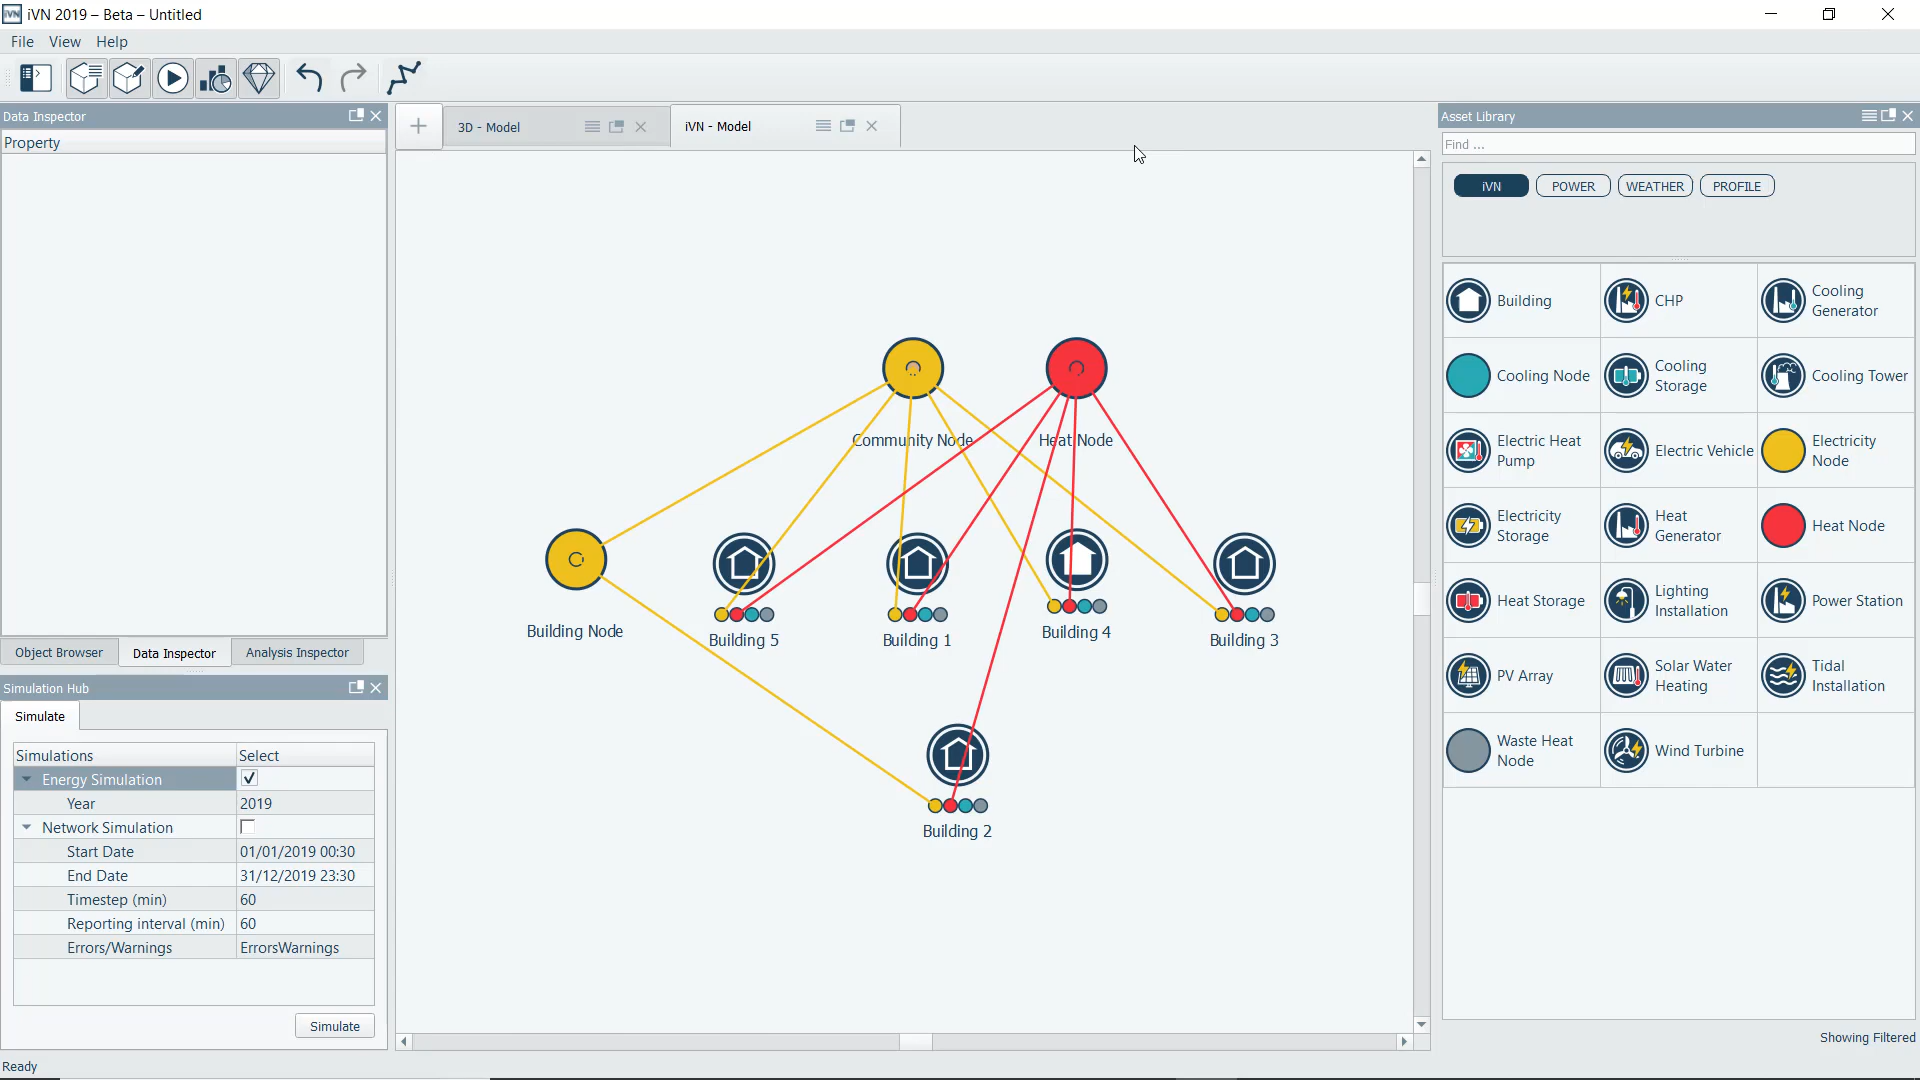 iVN 2019 – Beta – Untitled
File View Help
Data Inspector
Property
3D - Model
iVN - Model
Asset Library
Find ...
iVN POWER WEATHER PROFILE
Building
CHP
Cooling
Generator
Cooling Node
Cooling
Storage
Cooling Tower
Electric Heat
Pump
Electric Vehicle
Electricity
Node
Electricity
Storage
Heat
Generator
Heat Node
Heat Storage
Lighting
Installation
Power Station
PV Array
Solar Water
Heating
Tidal
Installation
Waste Heat
Node
Wind Turbine
Showing Filtered
Community Node
Heat Node
Building Node
Building 5
Building 1
Building 4
Building 3
Building 2
Object Browser Data Inspector Analysis Inspector
Simulation Hub
Simulate
Simulations Select
Energy Simulation
Year 2019
Network Simulation
Start Date 01/01/2019 00:30
End Date 31/12/2019 23:30
Timestep (min) 60
Reporting interval (min) 60
Errors/Warnings ErrorsWarnings
Simulate
Ready